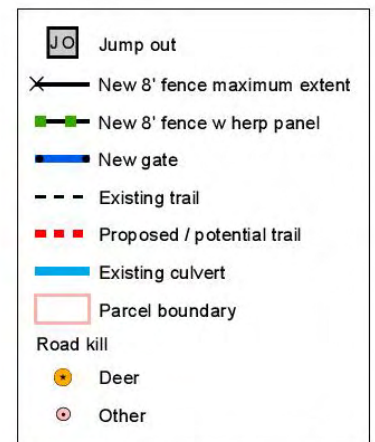 JO Jump out
New 8' fence maximum extent
New 8' fence w herp panel
New gate
Existing trail
Proposed / potential trail
Existing culvert
Parcel boundary
Road kill
Deer
Other